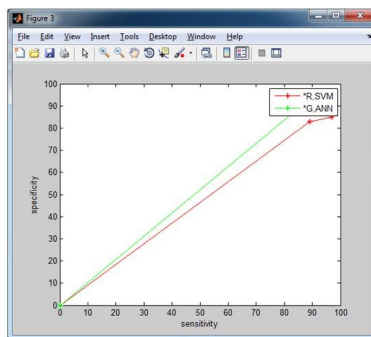 Figure 3
File Edit View Insert Tools Desktop Window Help
100
90
80
70
60
50
40
30
20
10
0
*R,SVM
*G,ANN
specificity
0 10 20 30 40 50 60 70 80 90 100
sensitivity